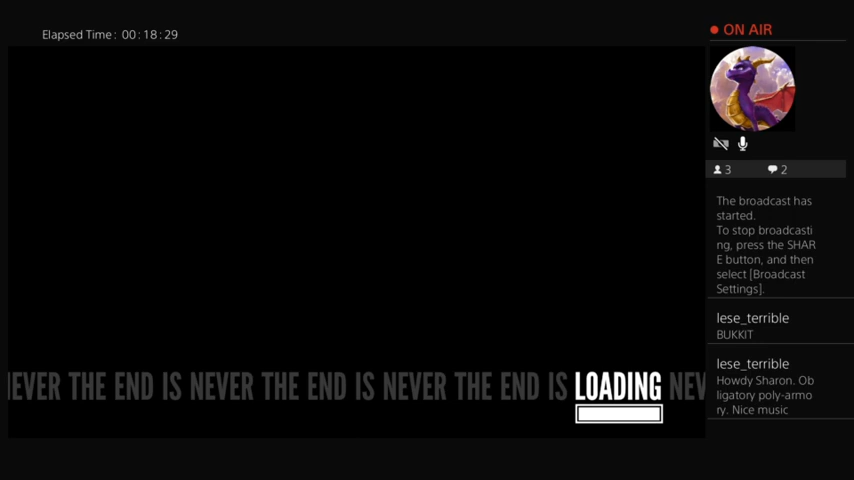 Elapsed Time: 00:18:29
ON AIR
3 2
The broadcast has
started.
To stop broadcasti
ng, press the SHAR
E button, and then
select [Broadcast
Settings].
lese_terrible
BUKKIT
lese_terrible
Howdy Sharon. Ob
ligatory poly-armo
ry. Nice music
EVER THE END IS NEVER THE END IS NEVER THE END IS LOADING NEV